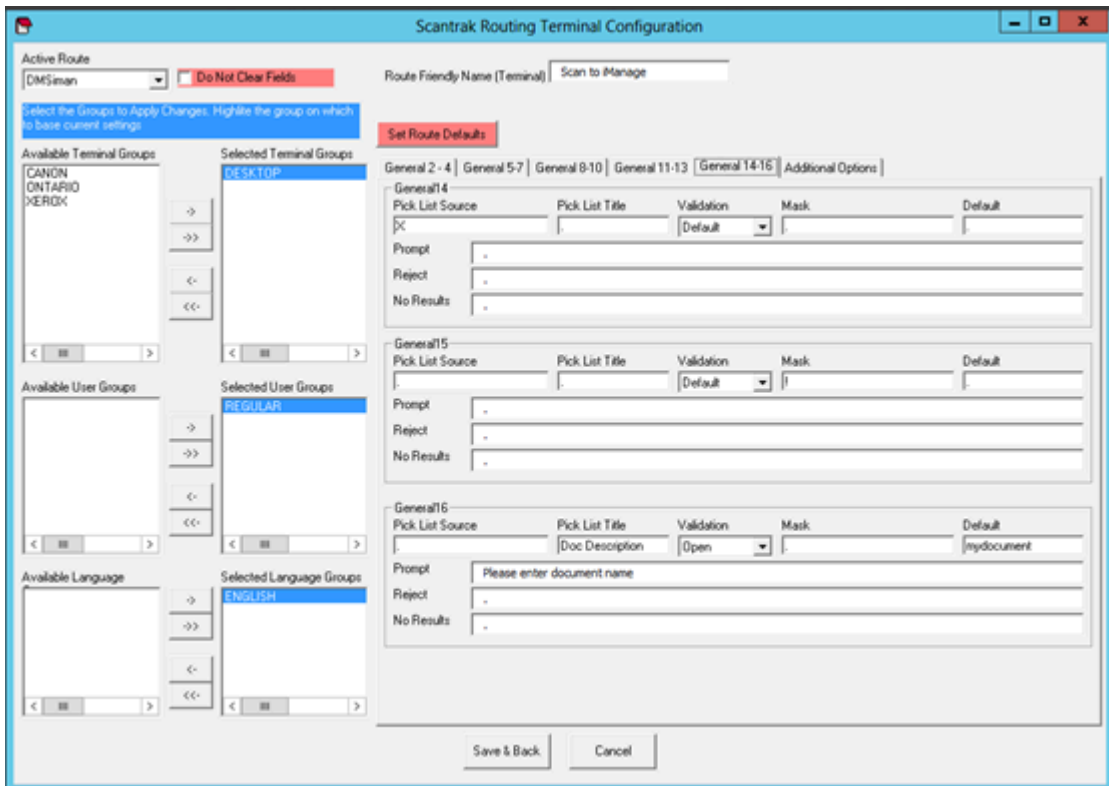 Scantrak Routing Terminal Configuration
Active Route
DMSiman
Do Not Clear Fields
Route Friendly Name (Terminal)
Scan to iManage
Select the Groups to Apply Changes. Highlite the group on which
to base current settings
Set Route Defaults
Available Terminal Groups
CANON
ONTARIO
XEROX
Selected Terminal Groups
DESKTOP
->
->>
<-
<<-
Available User Groups
Selected User Groups
REGULAR
->
->>
<-
<<-
Available Language
Selected Language Groups
ENGLISH
->
->>
<-
<<-
General 2 - 4 General 5-7 General 8-10 General 11-13 General 14-16 Additional Options
General14
Pick List Source Pick List Title Validation Mask Default
X . Default . .
Prompt .
Reject .
No Results .
General15
Pick List Source Pick List Title Validation Mask Default
. . Default ! .
Prompt .
Reject .
No Results .
General16
Pick List Source Pick List Title Validation Mask Default
. Doc Description Open . mydocument
Prompt Please enter document name
Reject .
No Results .
Save & Back Cancel